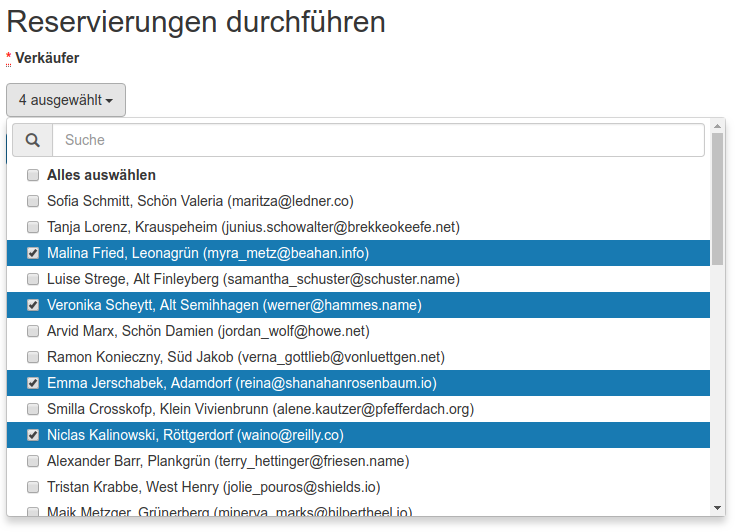 Reservierungen durchführen
* Verkäufer
4 ausgewählt
Suche
Alles auswählen
Sofia Schmitt, Schön Valeria (maritza@ledner.co)
Tanja Lorenz, Krauspeheim (junius.schowalter@brekkeokeefe.net)
Malina Fried, Leonagrün (myra_metz@beahan.info)
Luise Strege, Alt Finleyberg (samantha_schuster@schuster.name)
Veronika Scheytt, Alt Semihhagen (werner@hammes.name)
Arvid Marx, Schön Damien (jordan_wolf@howe.net)
Ramon Konieczny, Süd Jakob (verna_gottlieb@vonluettgen.net)
Emma Jerschabek, Adamdorf (reina@shanahanrosenbaum.io)
Smilla Crosskofp, Klein Vivienbrunn (alene.kautzer@pfefferdach.org)
Niclas Kalinowski, Röttgerdorf (waino@reilly.co)
Alexander Barr, Plankgrün (terry_hettinger@friesen.name)
Tristan Krabbe, West Henry (jolie_pouros@shields.io)
Maik Metzger, Grünerberg (minerva_marks@hilpertheel.io)